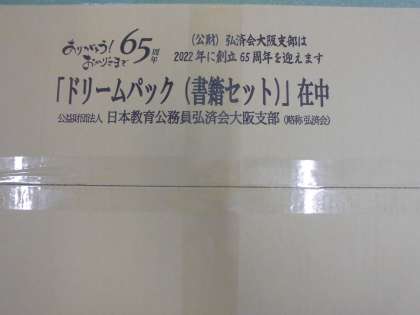 ありがとう!
おかげさまで
65周年
(公財)弘済会大阪支部は
2022年に創立65周年を迎えます
「ドリームパック(書籍セット)」在中
公益財団法人 日本教育公務員弘済会大阪支部(略称弘済会)